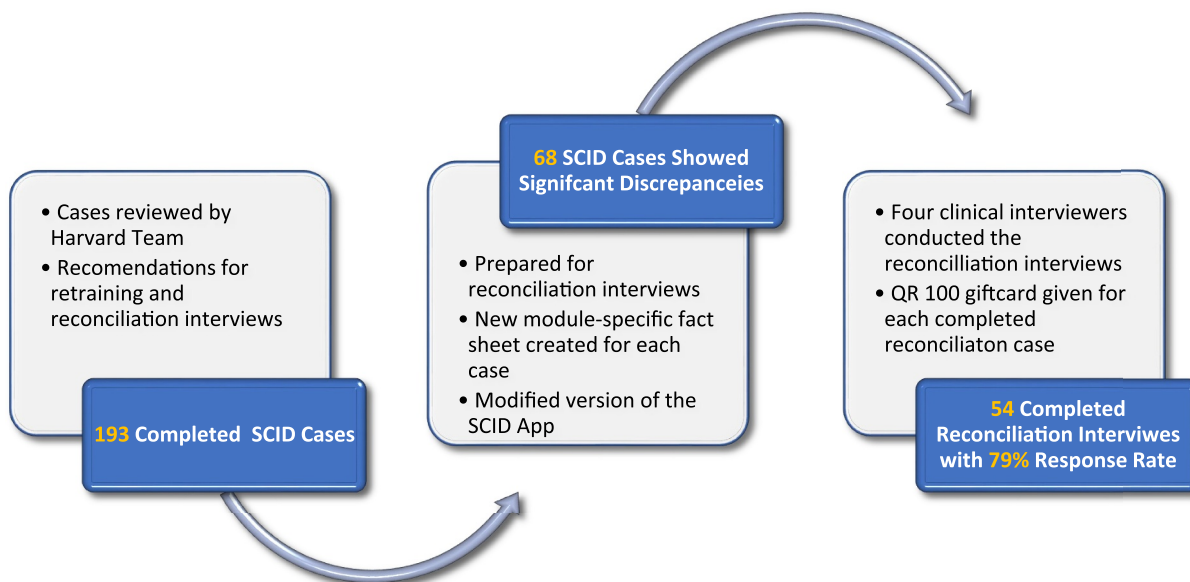 • Cases reviewed by
Harvard Team
• Recomendations for
retraining and
reconciliation interviews
193 Completed SCID Cases
68 SCID Cases Showed
Signifcant Discrepanceies
• Prepared for
reconciliation interviews
• New module-specific fact
sheet created for each
case
• Modified version of the
SCID App
• Four clinical interviewers
conducted the
reconcilliation interviews
• QR 100 giftcard given for
each completed
reconciliaton case
54 Completed
Reconciliation Interviwes
with 79% Response Rate